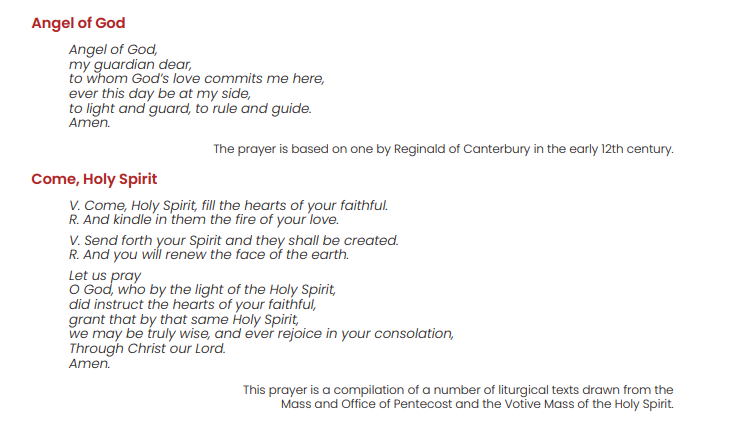 Angel of God
Angel of God,
my guardian dear,
to whom God's love commits me here,
ever this day be at my side,
to light and guard, to rule and guide.
Amen.
The prayer is based on one by Reginald of Canterbury in the early 12th century.
Come, Holy Spirit
V. Come, Holy Spirit, fill the hearts of your faithful.
R. And kindle in them the fire of your love.
V. Send forth your Spirit and they shall be created.
R. And you will renew the face of the earth.
Let us pray
O God, who by the light of the Holy Spirit,
did instruct the hearts of your faithful,
grant that by that same Holy Spirit,
we may be truly wise, and ever rejoice in your consolation,
Through Christ our Lord.
Amen.
This prayer is a compilation of a number of liturgical texts drawn from the
Mass and Office of Pentecost and the Votive Mass of the Holy Spirit.